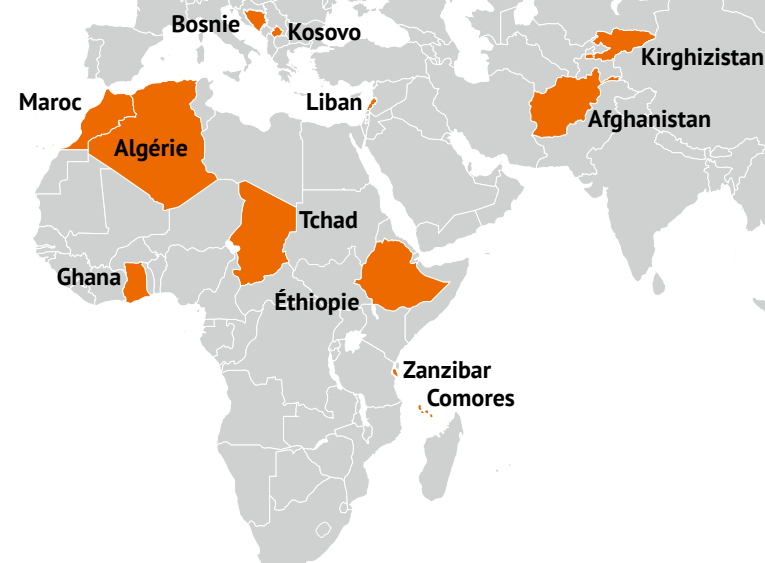 Bosnie
Kosovo
Kirghizistan
Maroc
Liban
Afghanistan
Algérie
Tchad
Ghana
Éthiopie
Zanzibar
Comores